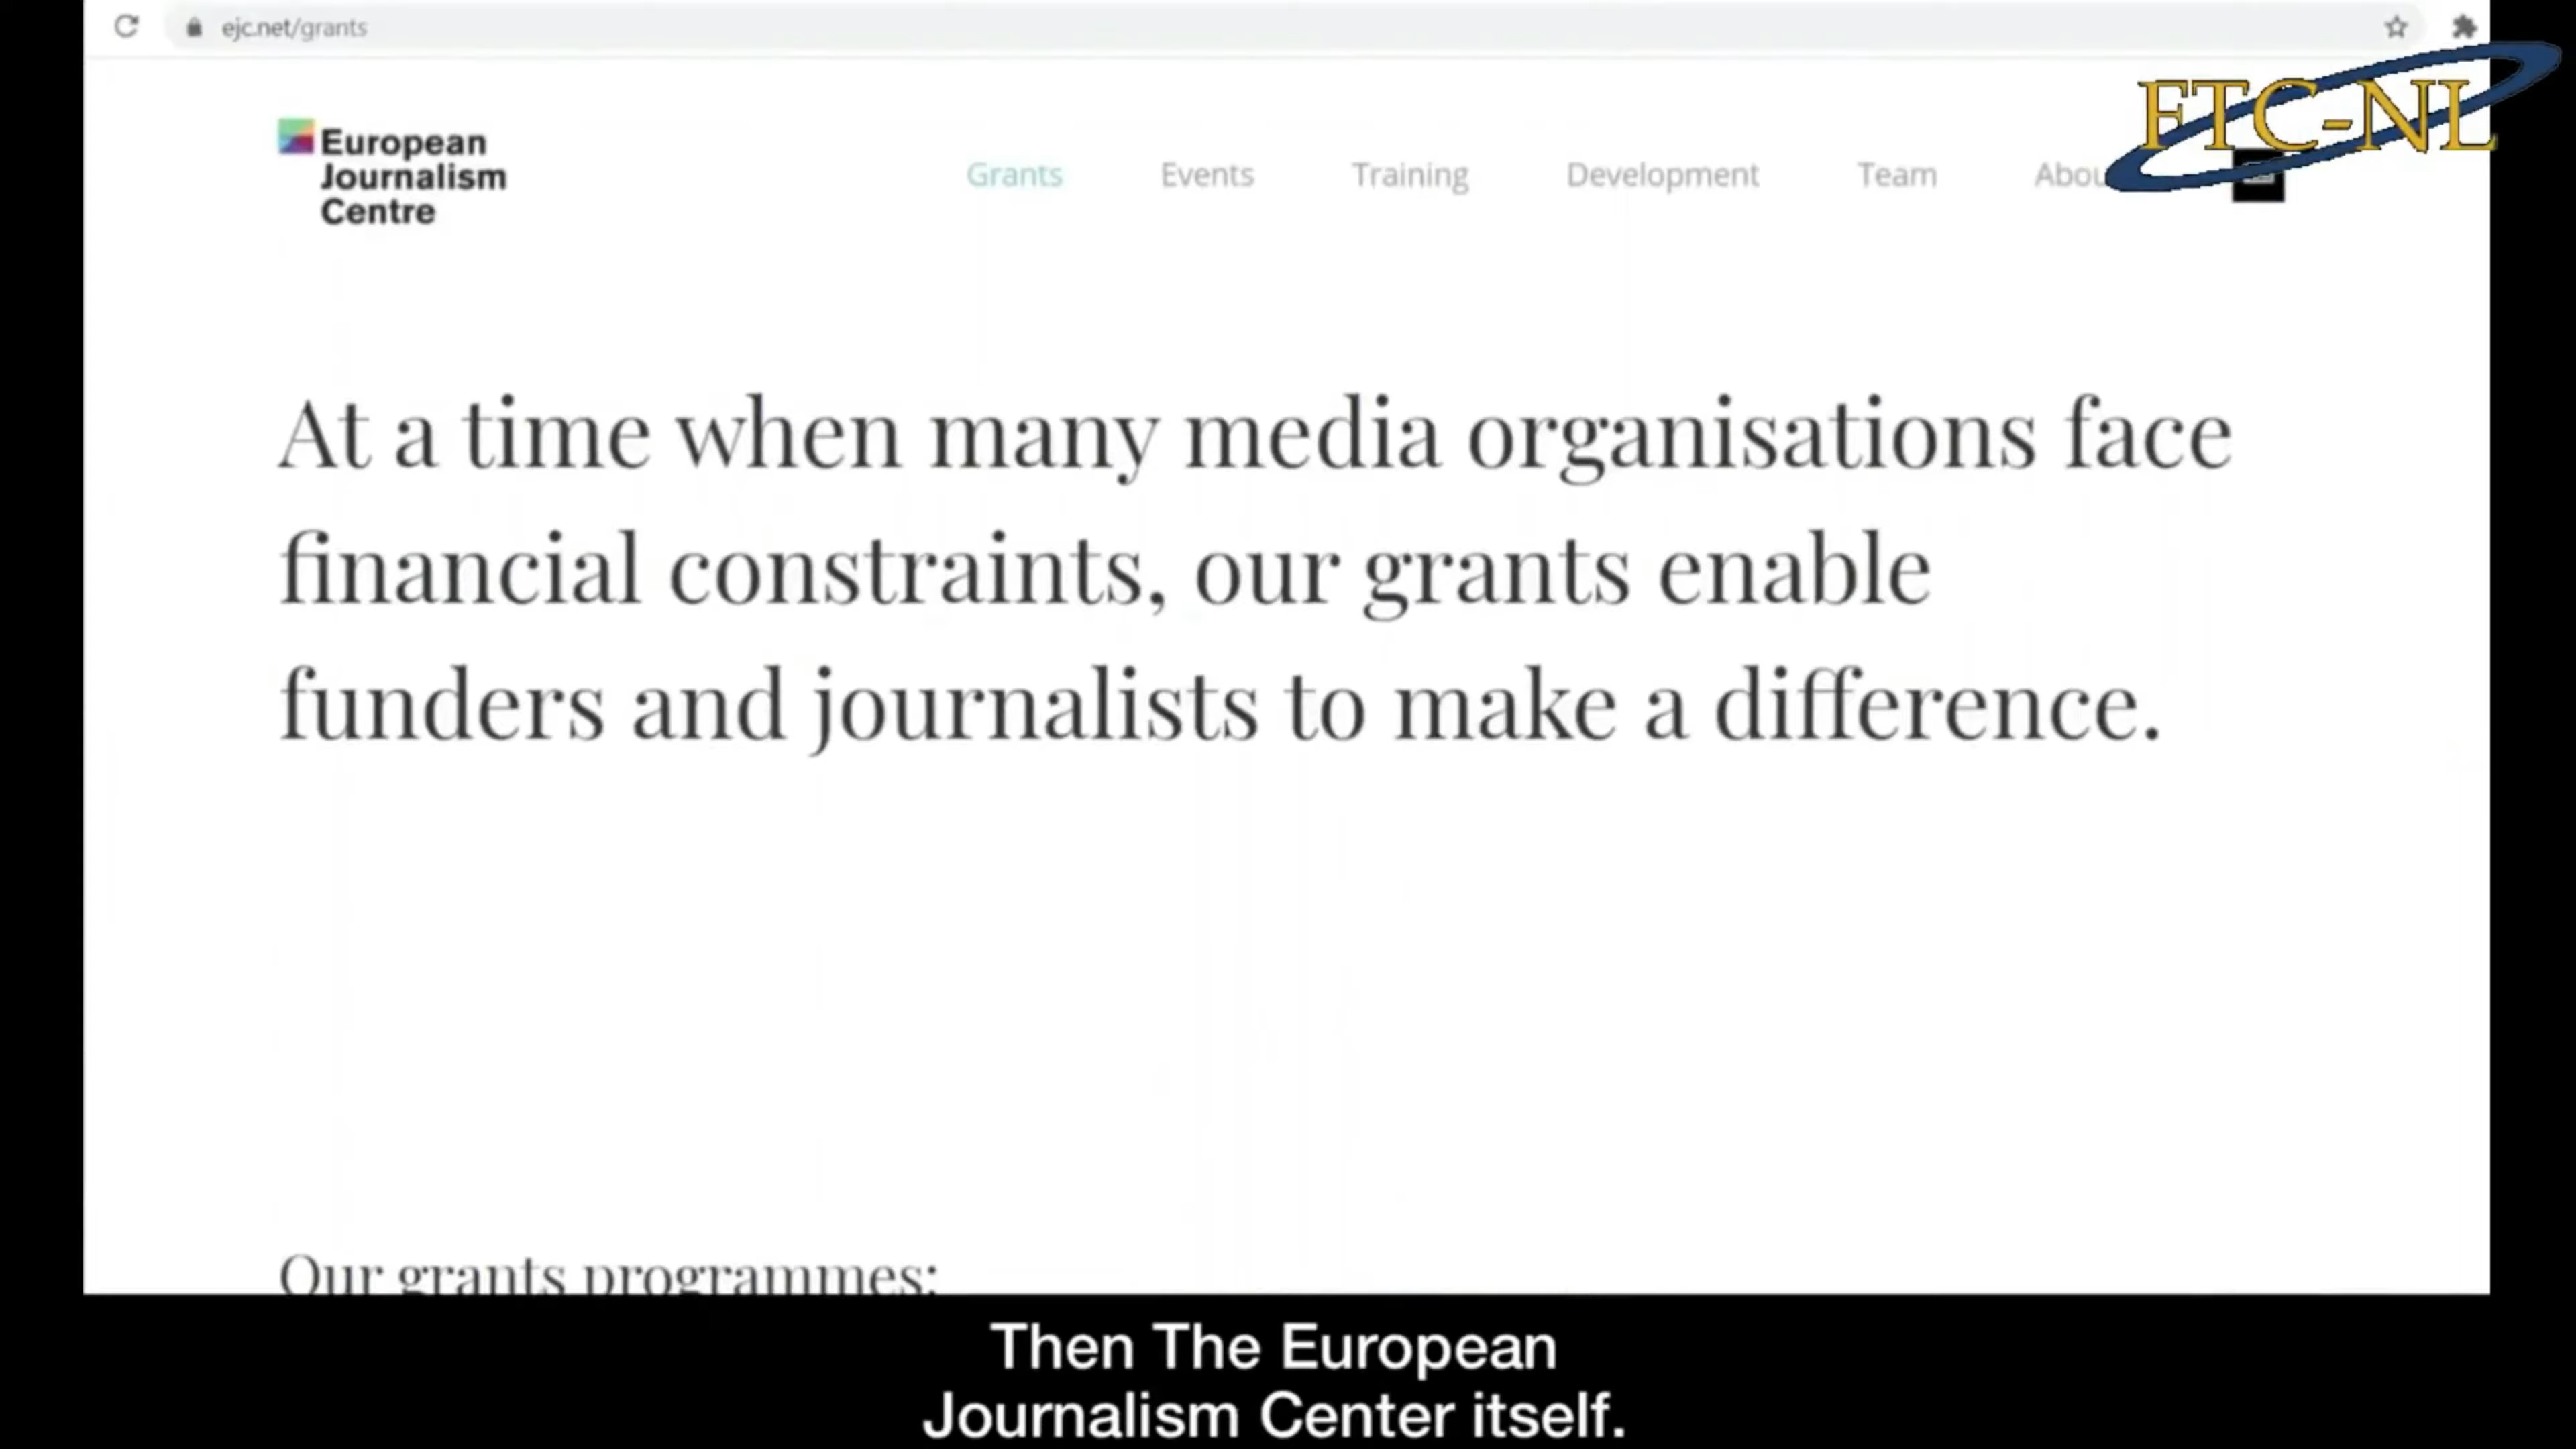 ejc.net/grants
FTC-NL
European
Journalism
Centre
Grants Events Training Development Team
At a time when many media organisations face
financial constraints, our grants enable
funders and journalists to make a difference.
Our grants programmes:
Then The European
Journalism Center itself.